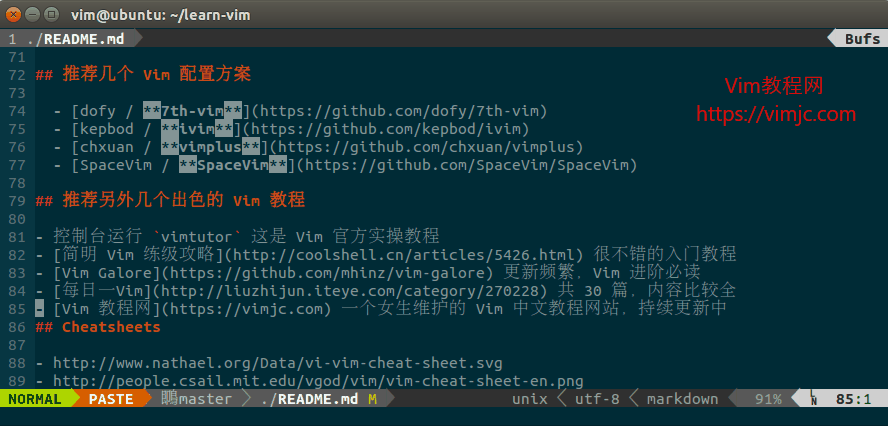 vim@ubuntu: ~/learn-vim
1 ./README.md Bufs
71
72 ## 推荐几个 Vim 配置方案
Vim教程网
73
https://vimjc.com
74 - [dofy / **7th-vim**](https://github.com/dofy/7th-vim)
75 - [kepbod / **ivim**](https://github.com/kepbod/ivim)
76 - [chxuan / **vimplus**](https://github.com/chxuan/vimplus)
77 - [SpaceVim / **SpaceVim**](https://github.com/SpaceVim/SpaceVim)
78
79 ## 推荐另外几个出色的 Vim 教程
80
81 - 控制台运行 `vimtutor` 这是 Vim 官方实操教程
82 - [简明 Vim 练级攻略](http://coolshell.cn/articles/5426.html) 很不错的入门教程
83 - [Vim Galore](https://github.com/mhinz/vim-galore) 更新频繁，Vim 进阶必读
84 - [每日一Vim](http://liuzhijun.iteye.com/category/270228) 共 30 篇，内容比较全
85 - [Vim 教程网](https://vimjc.com) 一个女生维护的 Vim 中文教程网站，持续更新中
86 ## Cheatsheets
87
88 - http://www.nathael.org/Data/vi-vim-cheat-sheet.svg
89 - http://people.csail.mit.edu/vgod/vim/vim-cheat-sheet-en.png
NORMAL PASTE master ./README.md M unix utf-8 markdown 91% LN 85:1